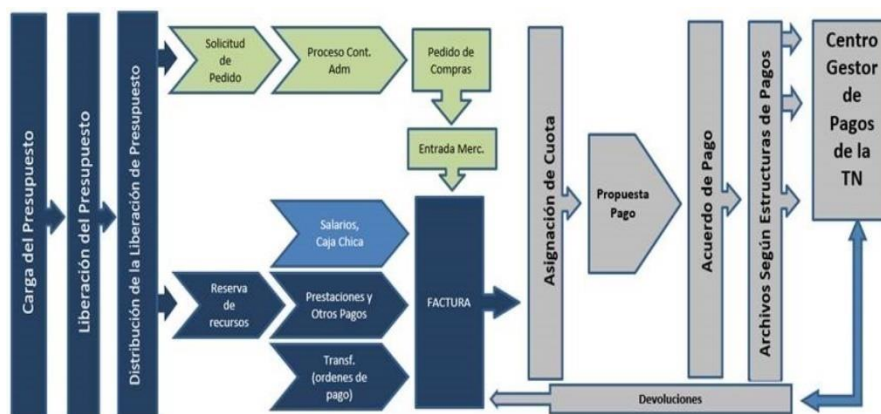 Carga del Presupuesto
Liberación del Presupuesto
Distribución de la Liberación de Presupuesto
Solicitud
de
Pedido
Proceso Cont.
Adm
Pedido de
Compras
Entrada Merc.
Salarios,
Caja Chica
Reserva
de
recursos
Prestaciones y
Otros Pagos
Transf.
(ordenes de
pago)
FACTURA
Asignación de Cuota
Propuesta
Pago
Acuerdo de Pago
Archivos Según Estructuras de Pagos
Centro
Gestor
de
Pagos
de la
TN
Devoluciones